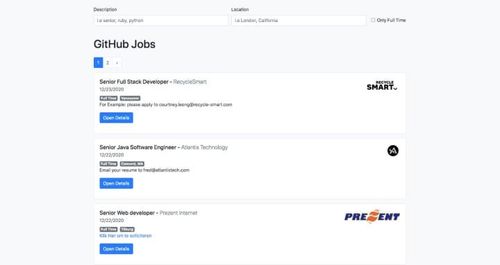 Description
Location
i.e senior, ruby, python
i.e London, California
Only Full Time
GitHub Jobs
1 2 ›
Senior Full Stack Developer - RecycleSmart
RECYCLE
SMART
12/23/2020
Full Time Vancouver
For Example: please apply to courtney.leong@recycle-smart.com
Open Details
Senior Java Software Engineer - Atlantis Technology
12/22/2020
Full Time Concord, MA
Email your resume to fred@atlantistech.com
Open Details
Senior Web developer - Prezent Internet
PREZENT
12/22/2020
Full Time Tilburg
Klik hier om te solliciteren
Open Details